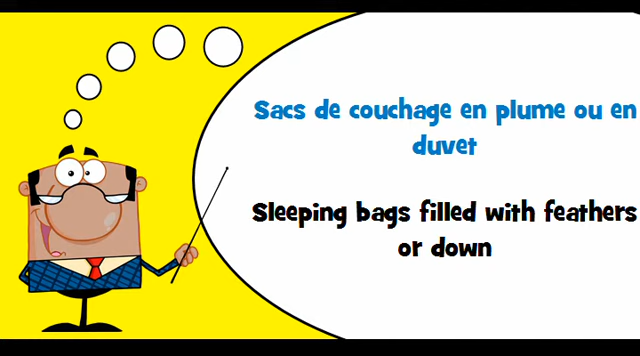 Sacs de couchage en plume ou en
duvet
Sleeping bags filled with feathers
or down